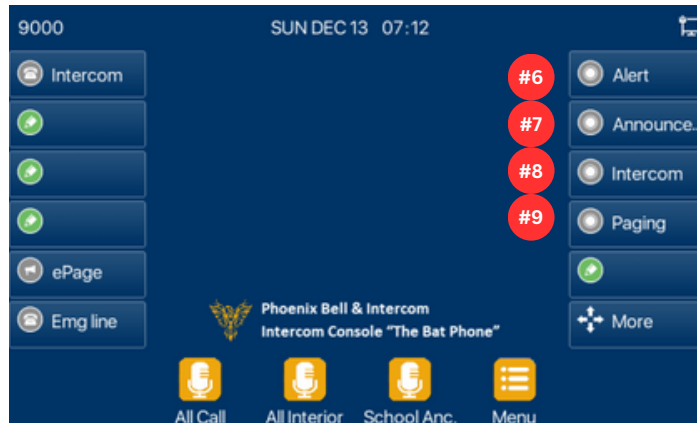 9000 SUN DEC 13 07:12
Intercom #6 Alert
#7 Announce..
#8 Intercom
#9 Paging
ePage
Emg line More
Phoenix Bell & Intercom
Intercom Console "The Bat Phone"
All Call All Interior School Anc. Menu